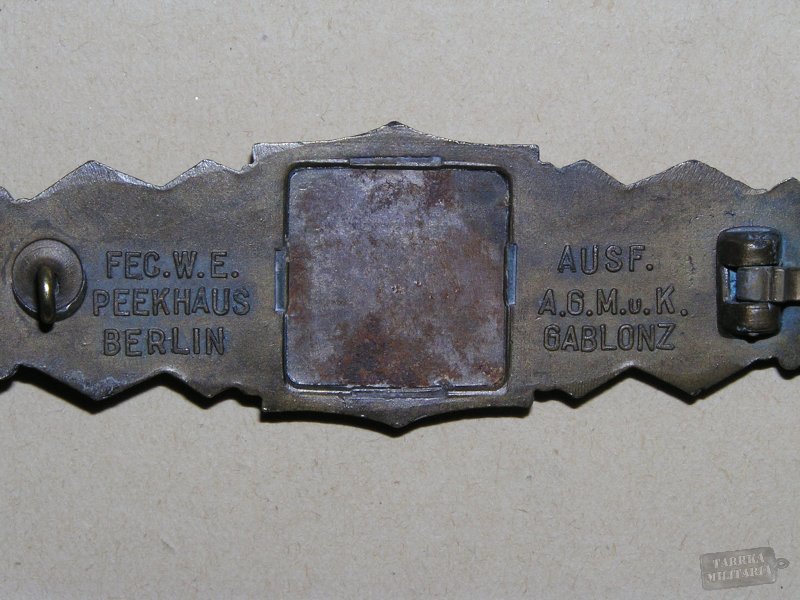 FEC.W.E.
PEEKHAUS
BERLIN
AUSF.
A.G.M.u.K.
GABLONZ
TARRKA
MILITARIA